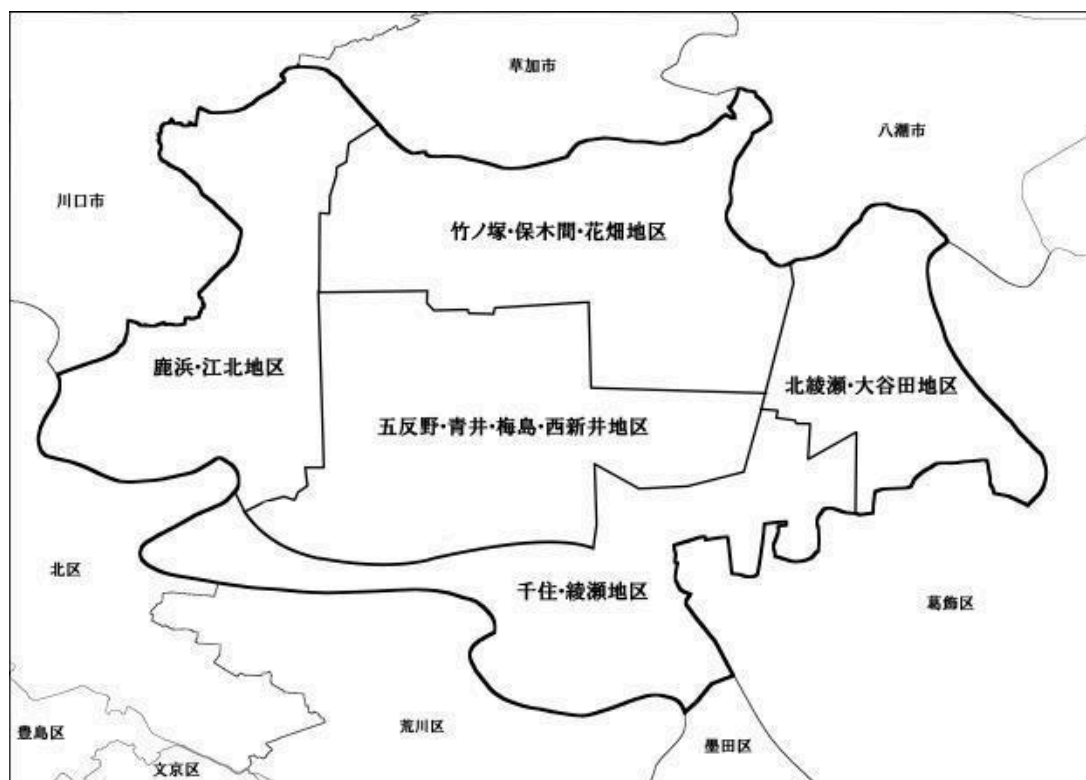 草加市
八潮市
川口市
竹ノ塚・保木間・花畑地区
鹿浜・江北地区
北綾瀬・大谷田地区
五反野・青井・梅島・西新井地区
北区
千住・綾瀬地区
葛飾区
豊島区
荒川区
墨田区
文京区